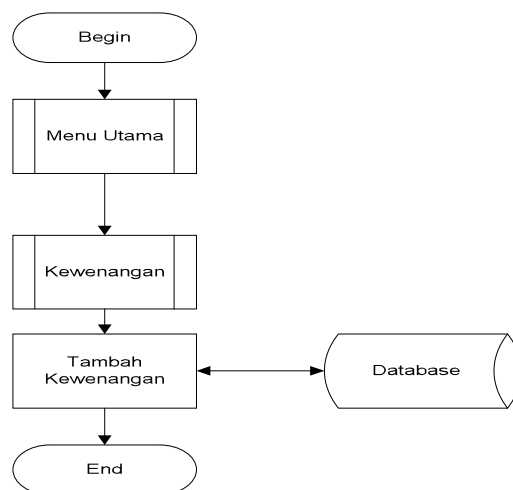 Begin
Menu Utama
Kewenangan
Tambah
Kewenangan
Database
End